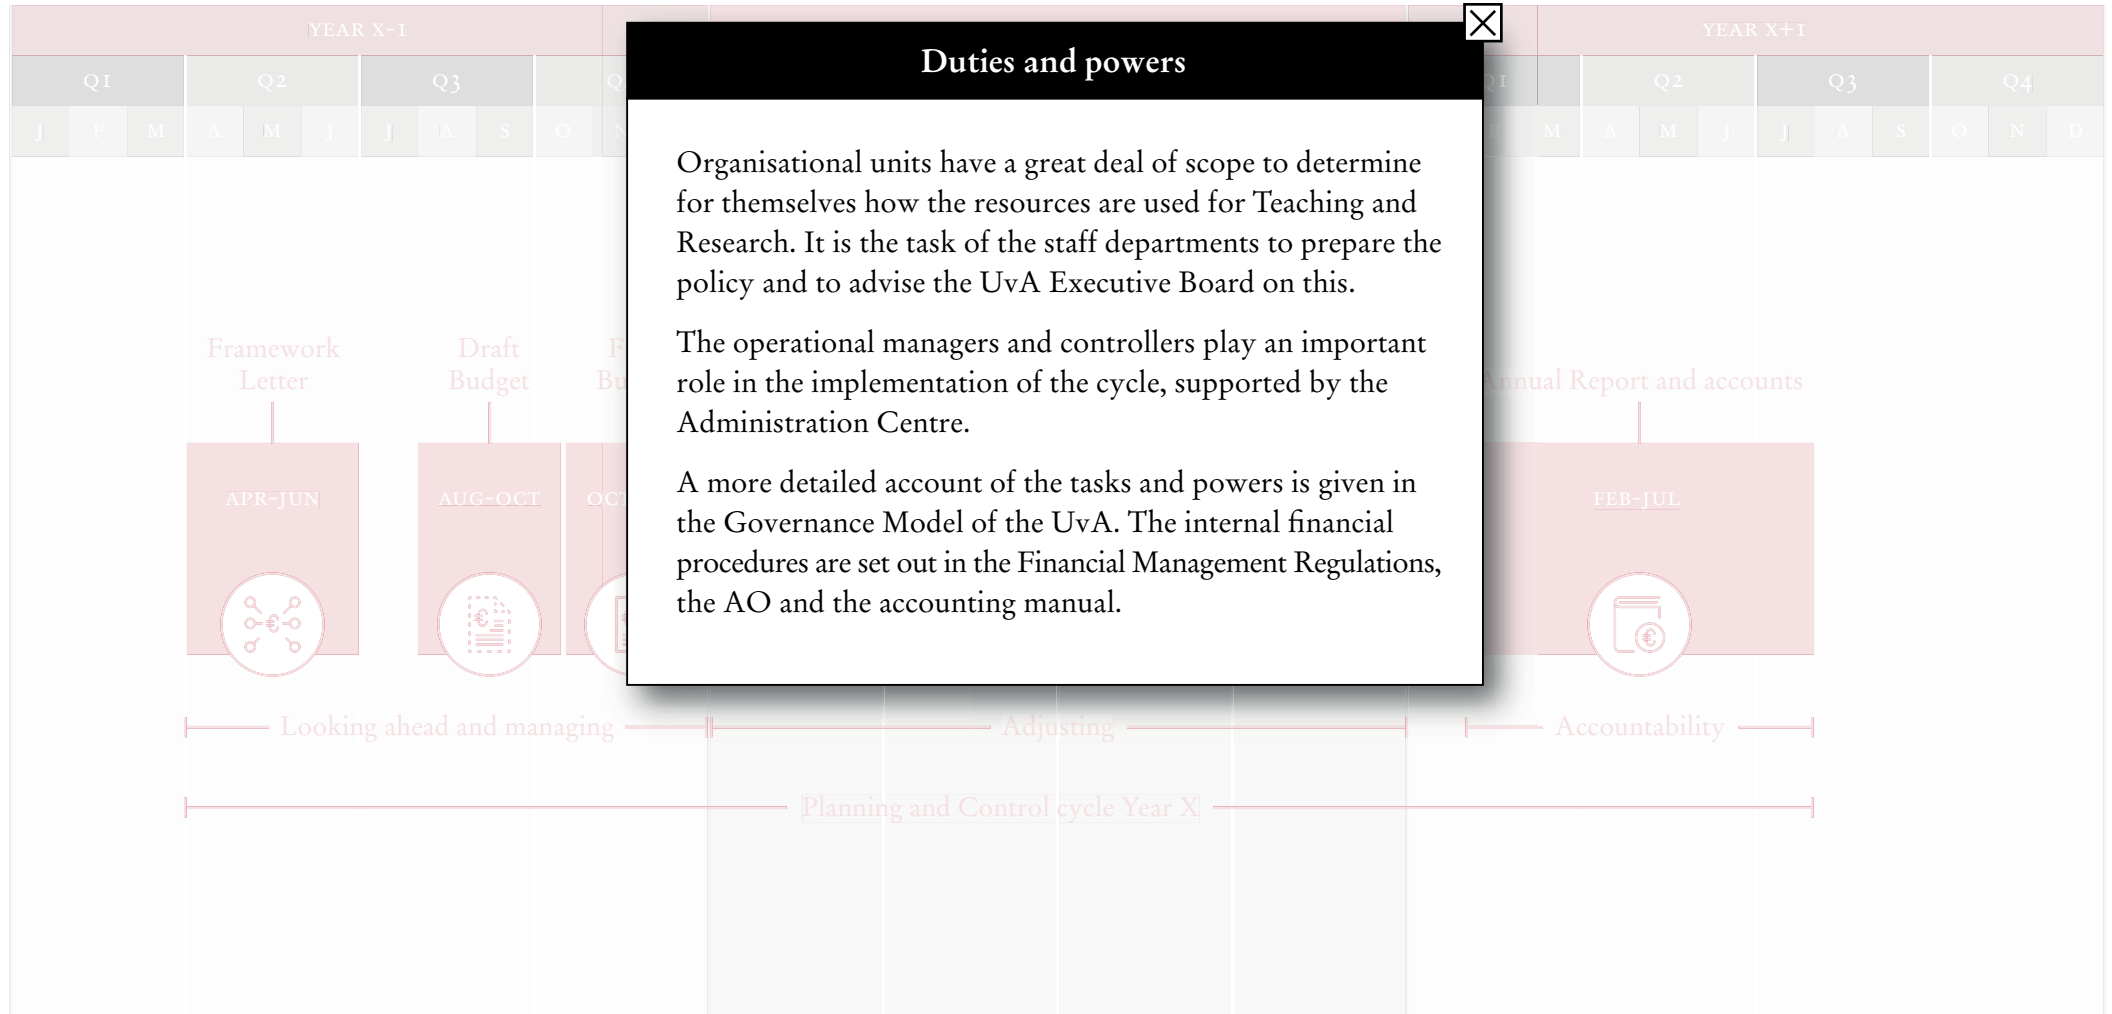 YEAR X-1
YEAR X+1
Q1 Q2 Q3
Q2 Q3 Q4
J F M A M J J A S O
M A M J J A S O N D
Duties and powers
Organisational units have a great deal of scope to determine
for themselves how the resources are used for Teaching and
Research. It is the task of the staff departments to prepare the
policy and to advise the UvA Executive Board on this.
The operational managers and controllers play an important
role in the implementation of the cycle, supported by the
Administration Centre.
A more detailed account of the tasks and powers is given in
the Governance Model of the UvA. The internal financial
procedures are set out in the Financial Management Regulations,
the AO and the accounting manual.
Framework
Letter
Draft
Budget
Annual Report and accounts
APR-JUN
AUG-OCT
FEB-JUL
Looking ahead and managing
Adjusting
Accountability
Planning and Control cycle Year X